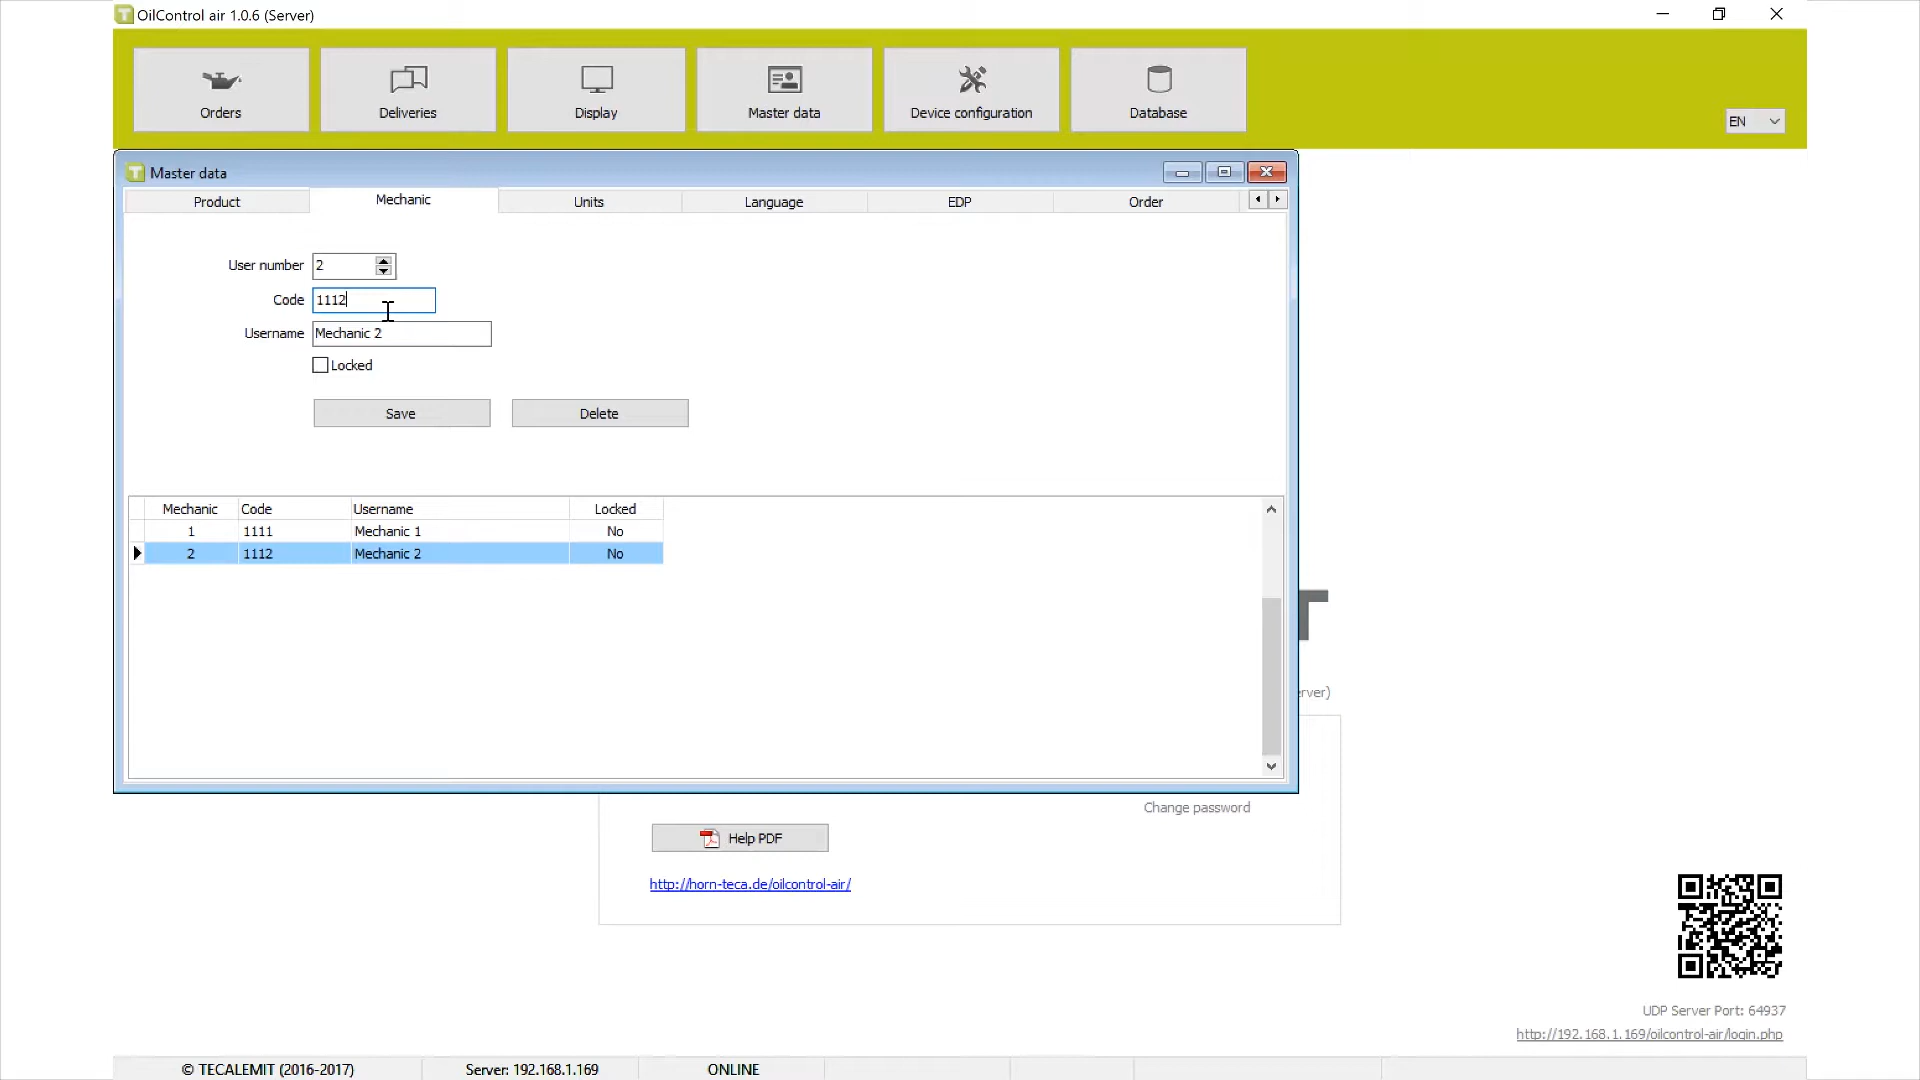 OilControl air 1.0.6 (Server)
Orders
Deliveries
Display
Master data
Device configuration
Database
EN
Master data
Product
Mechanic
Units
Language
EDP
Order
User number 2
Code 1112
Username Mechanic 2
Locked
Save
Delete
Mechanic Code Username Locked
1 1111 Mechanic 1 No
2 1112 Mechanic 2 No
T
erver)
Change password
Help PDF
http://horn-teca.de/oilcontrol-air/
UDP Server Port: 64937
http://192.168.1.169/oilcontrol-air/login.php
© TECALEMIT (2016-2017)
Server: 192.168.1.169
ONLINE